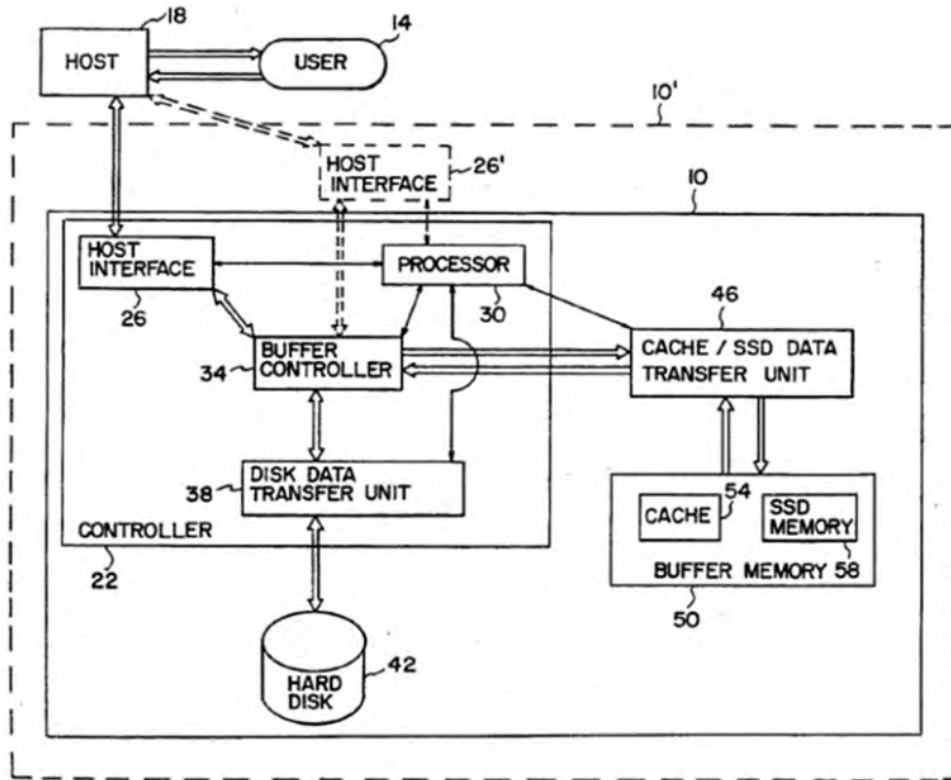 18
HOST
14
USER
10'
HOST
INTERFACE
26'
10
HOST
INTERFACE
26
PROCESSOR
30
46
CACHE / SSD DATA
TRANSFER UNIT
34
BUFFER
CONTROLLER
38
DISK DATA
TRANSFER UNIT
CONTROLLER
22
54
CACHE
SSD
MEMORY
BUFFER MEMORY 58
50
HARD
DISK
42